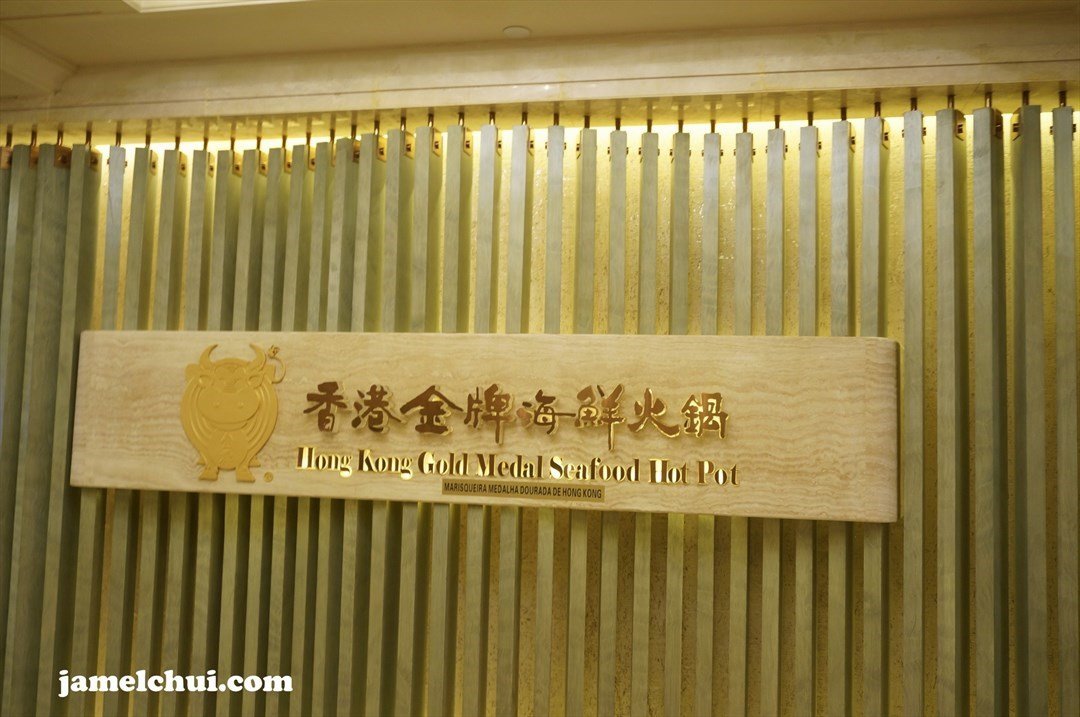 香港金牌海鮮火鍋
Hong Kong Gold Medal Seafood Hot Pot
MARISQUEIRA MEDALHA DOURADA DE HONG KONG
jamelchui.com